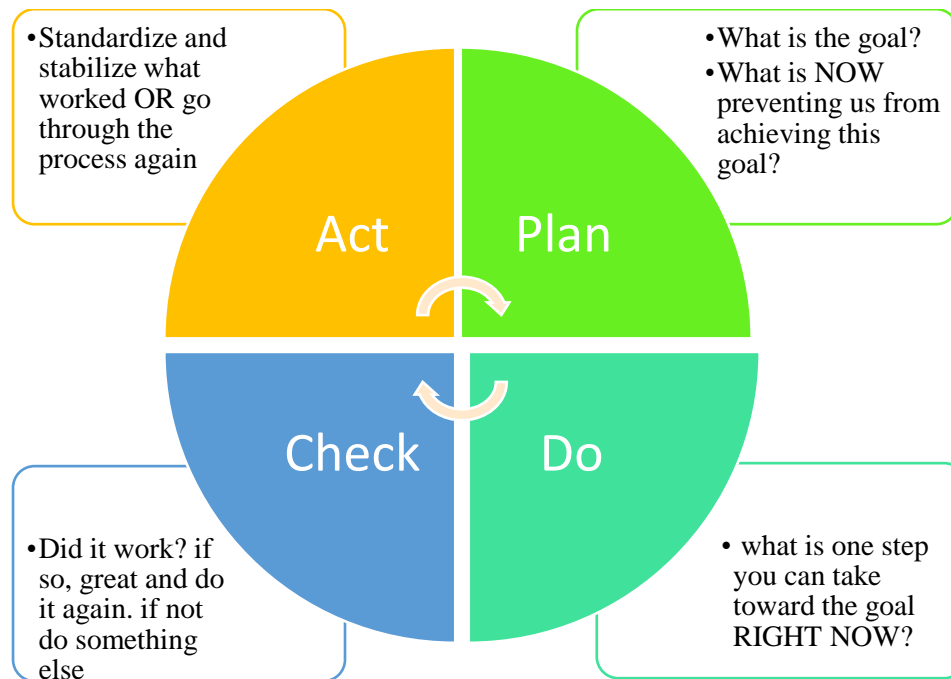 •Standardize and
stabilize what
worked OR go
through the
process again
•What is the goal?
•What is NOW
preventing us from
achieving this
goal?
Act
Plan
Check
Do
•Did it work? if
so, great and do
it again. if not
do something
else
• what is one step
you can take
toward the goal
RIGHT NOW?